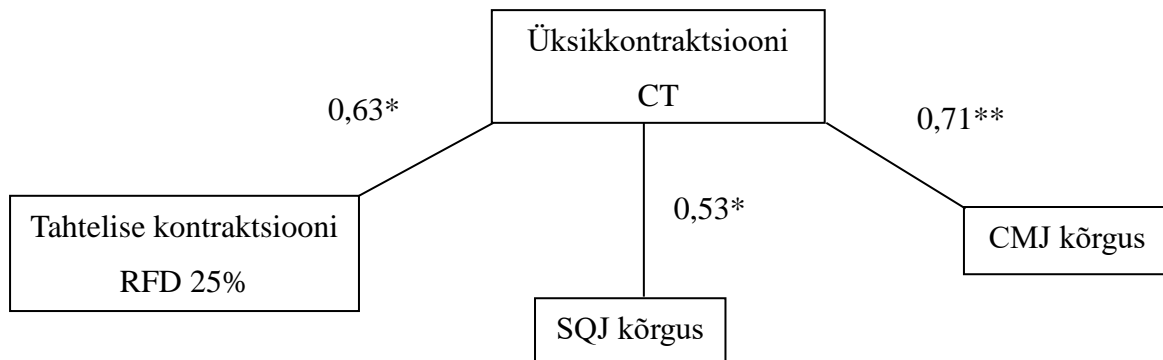 Üksikkontraktsiooni
CT
0,63*
0,71**
Tahtelise kontraktsiooni
RFD 25%
0,53*
CMJ kõrgus
SQJ kõrgus